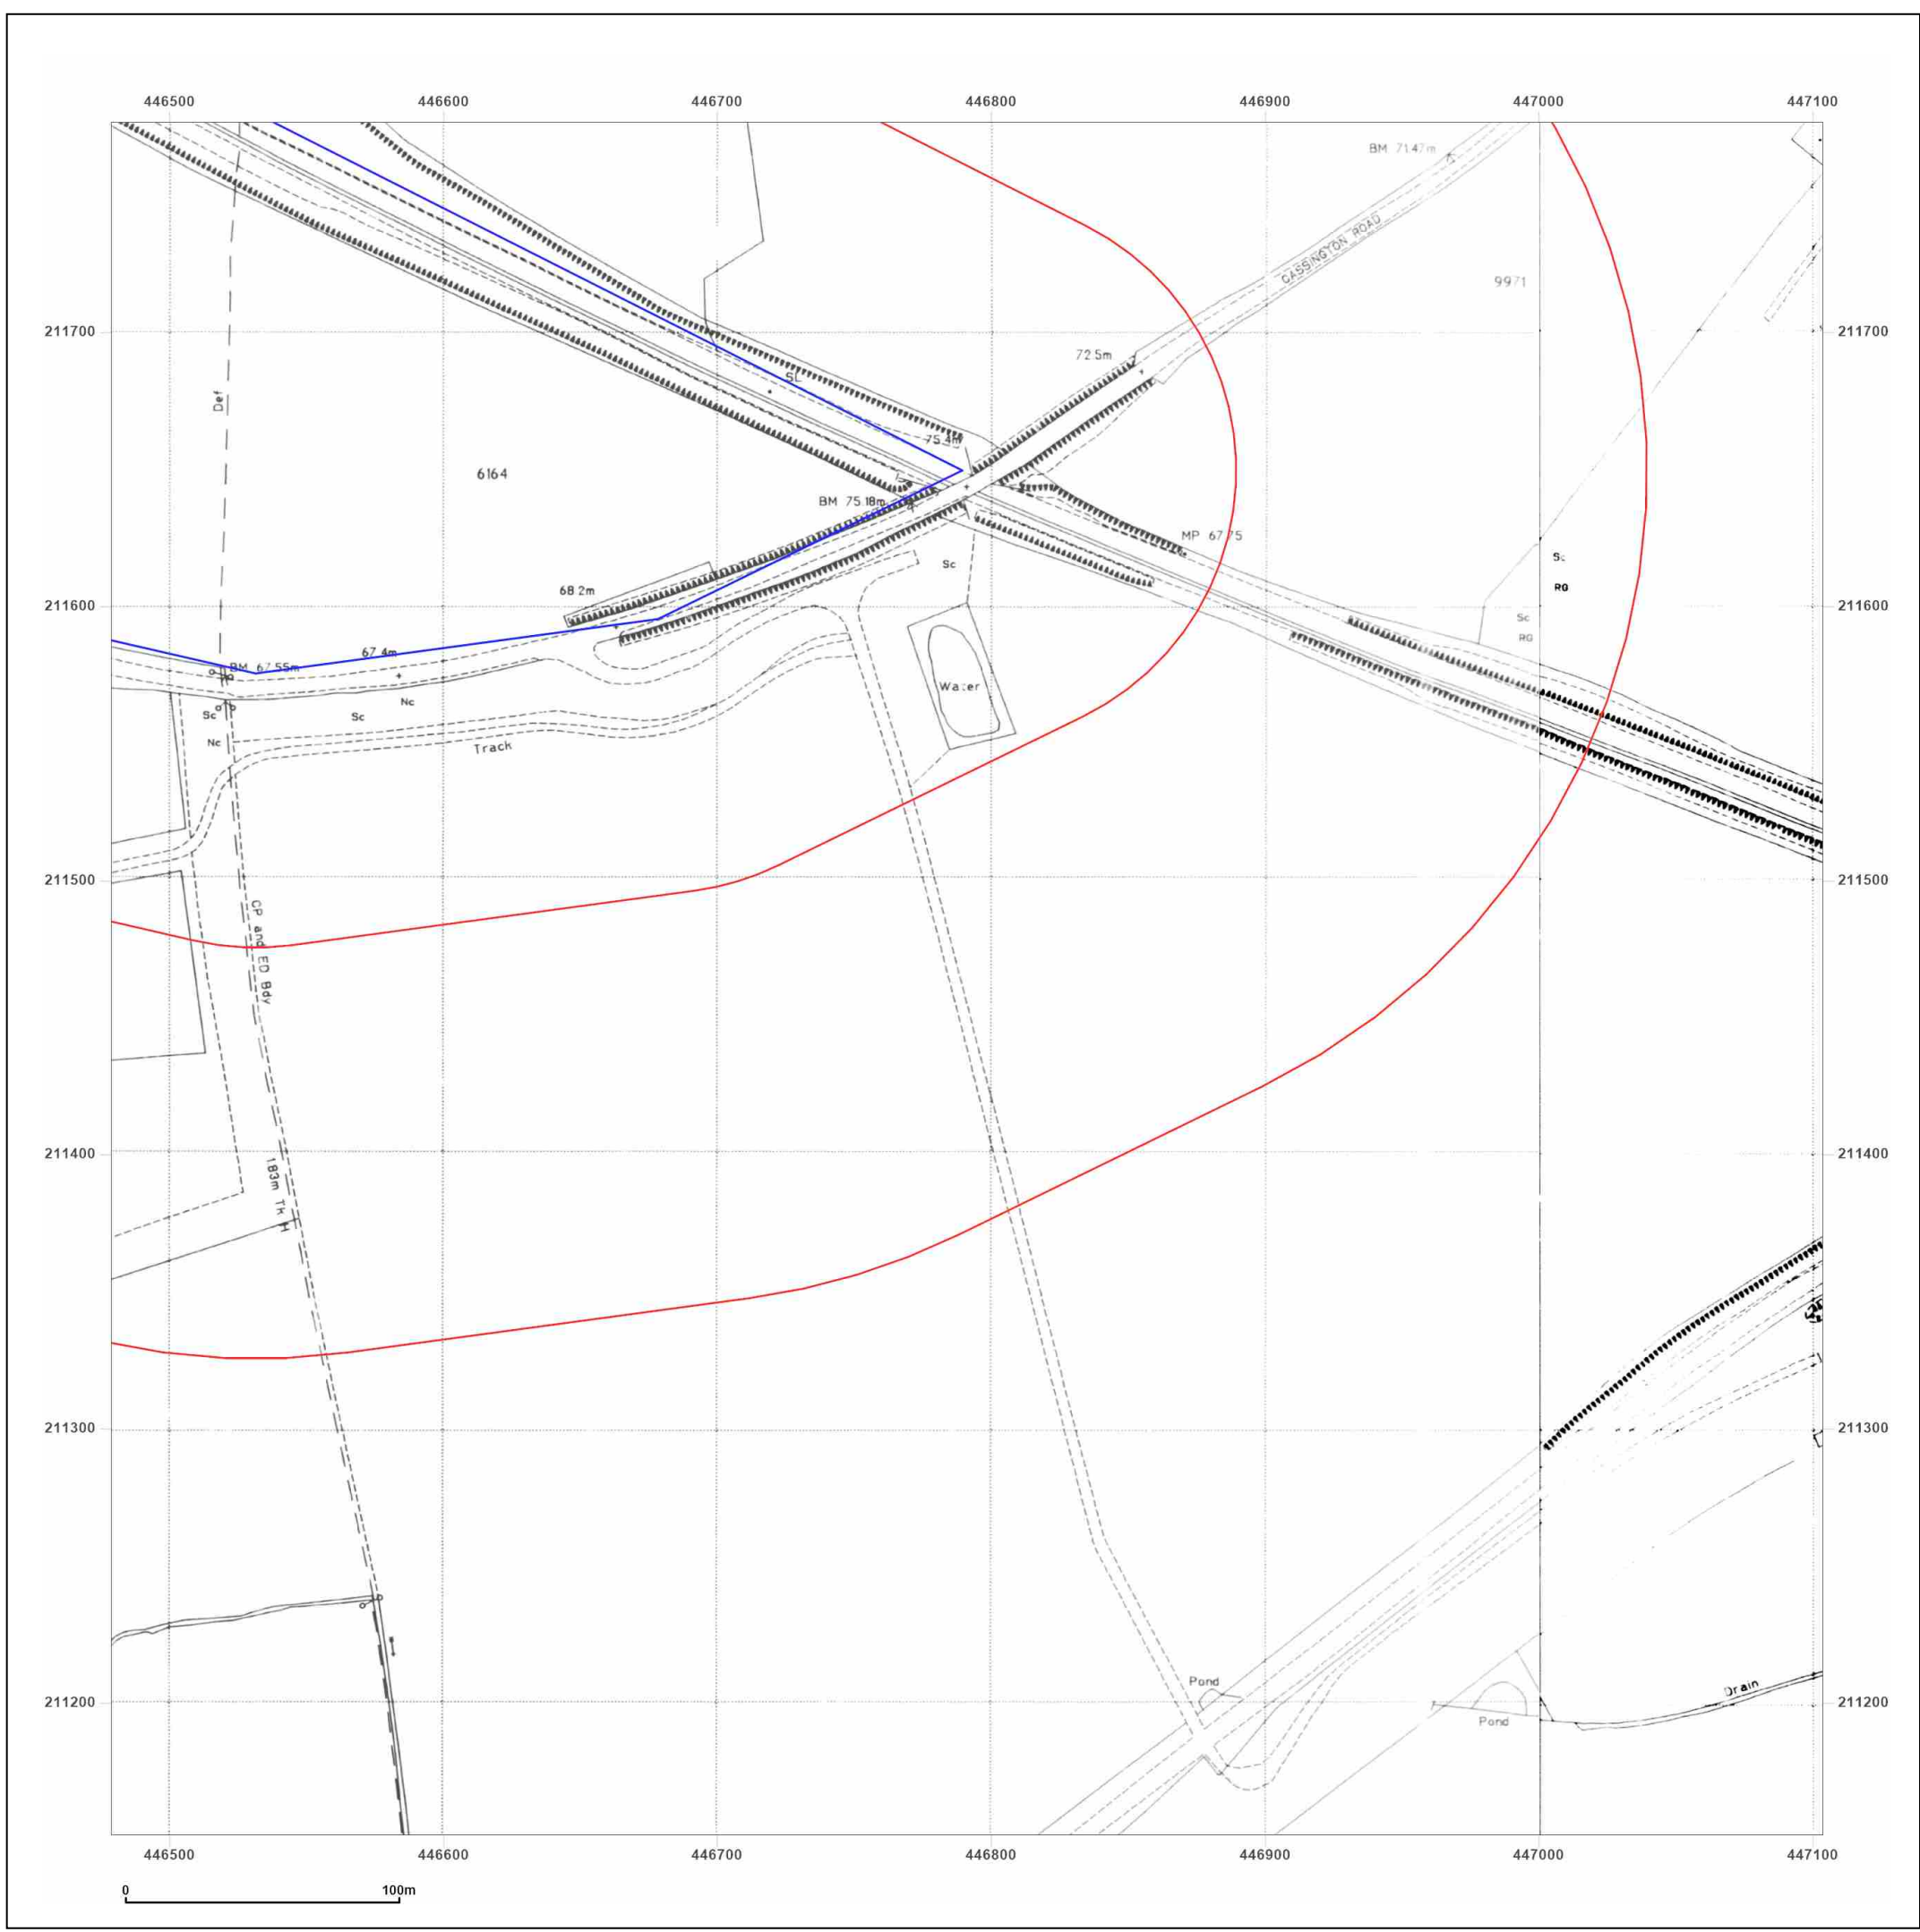 446500 446600 446700 446800 446900 447000 447100
BM 71.47m
CASSINGTON ROAD
9971
211700 211700
72.5m
SL
Def
75.4m
6164
BM 75.18m
MP 67.75
Sc
Sc
68.2m
RG
211600 211600
Sc
RG
67.4m
BM 67.55m
Water
Nc
Sc
Sc
Nc
Track
211500 211500
CP and ED Bdy
211400 211400
183m Tk H
211300 211300
Pond
Drain
211200 211200
Pond
446500 446600 446700 446800 446900 447000 447100
0 100m